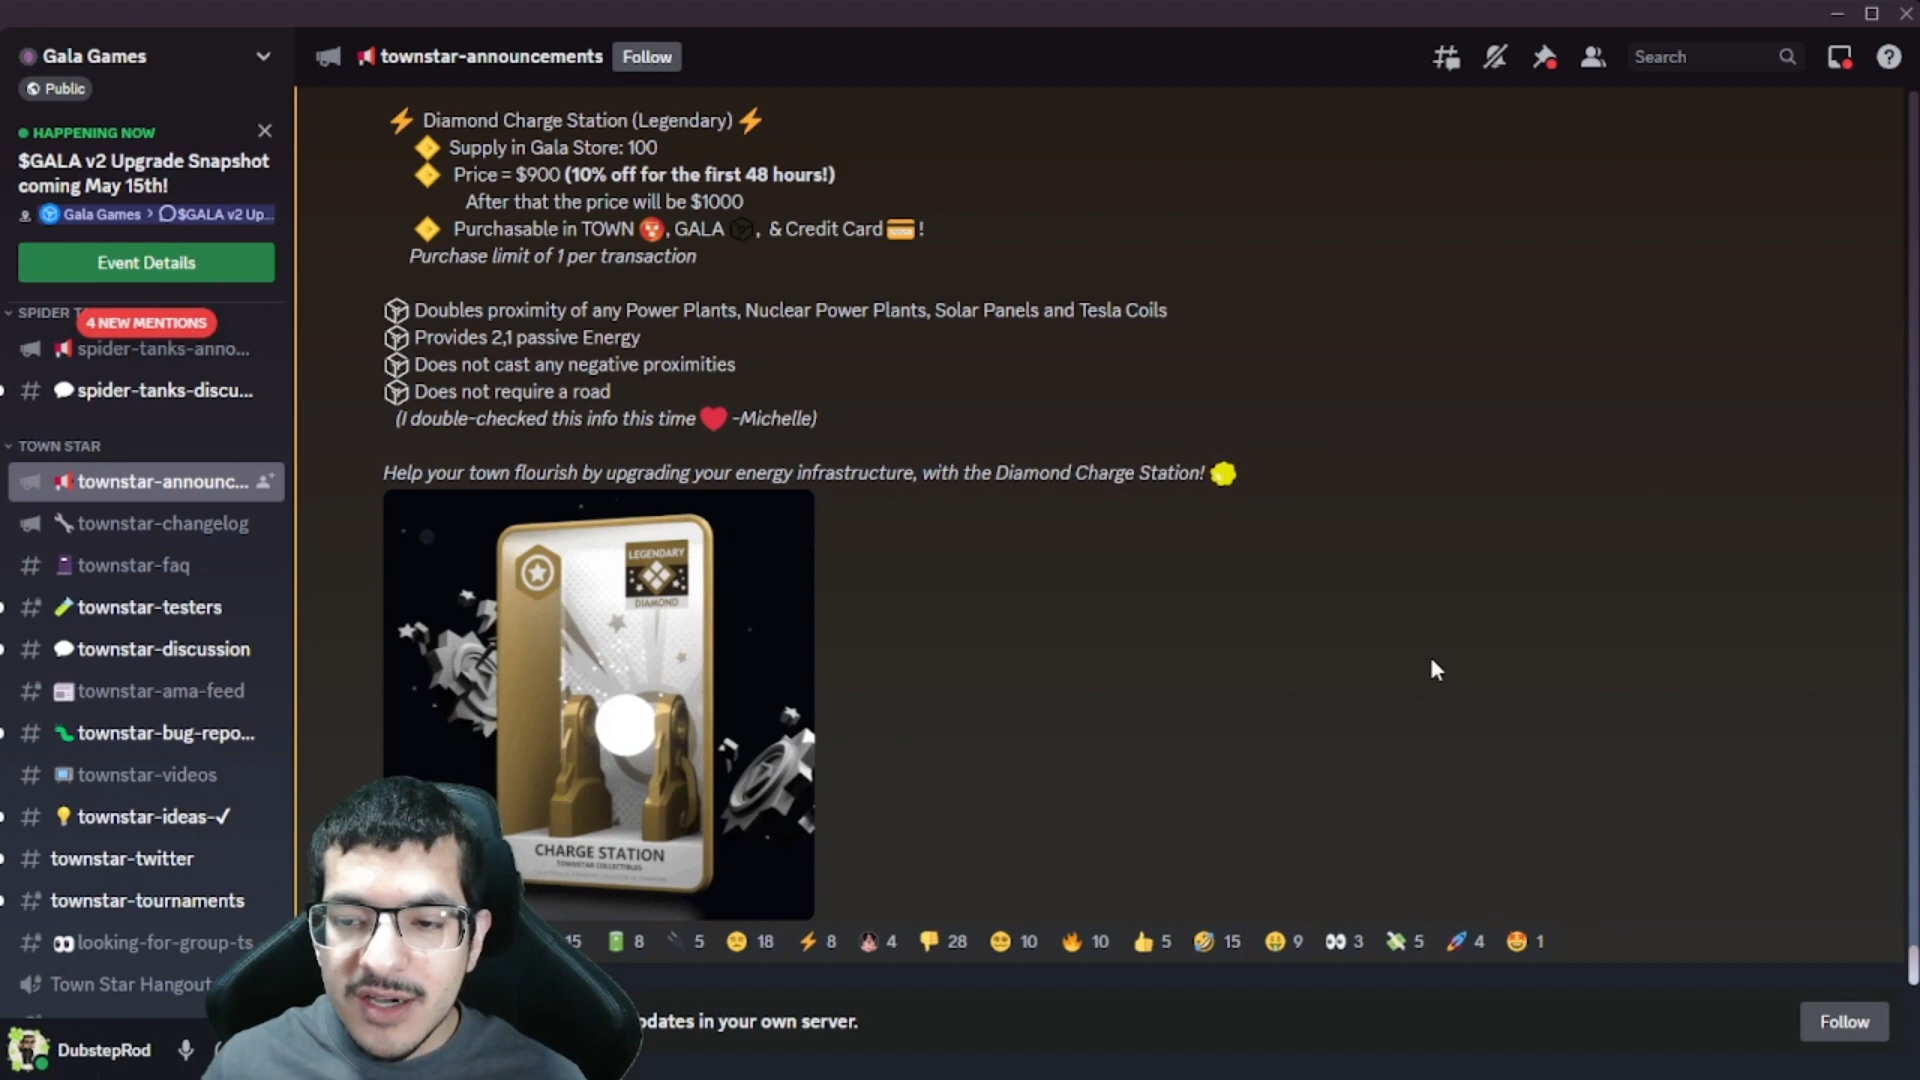 Gala Games
Public
HAPPENING NOW
$GALA v2 Upgrade Snapshot
coming May 15th!
Gala Games > $GALA v2 Up...
Event Details
SPIDER T
4 NEW MENTIONS
spider-tanks-anno...
spider-tanks-discu...
TOWN STAR
townstar-announc...
townstar-changelog
townstar-faq
townstar-testers
townstar-discussion
townstar-ama-feed
townstar-bug-repo...
townstar-videos
townstar-ideas-✓
townstar-twitter
townstar-tournaments
looking-for-group-ts
Town Star Hangout
DubstepRod
townstar-announcements
Follow
Search
Diamond Charge Station (Legendary)
Supply in Gala Store: 100
Price = $900 (10% off for the first 48 hours!)
After that the price will be $1000
Purchasable in TOWN , GALA , & Credit Card !
Purchase limit of 1 per transaction
Doubles proximity of any Power Plants, Nuclear Power Plants, Solar Panels and Tesla Coils
Provides 2,1 passive Energy
Does not cast any negative proximities
Does not require a road
(I double-checked this info this time -Michelle)
Help your town flourish by upgrading your energy infrastructure, with the Diamond Charge Station!
LEGENDARY
DIAMOND
CHARGE STATION
TOWNSTAR COLLECTIBLES
15 8 5 18 8 4 28 10 10 5 15 9 3 5 4 1
pdates in your own server.
Follow